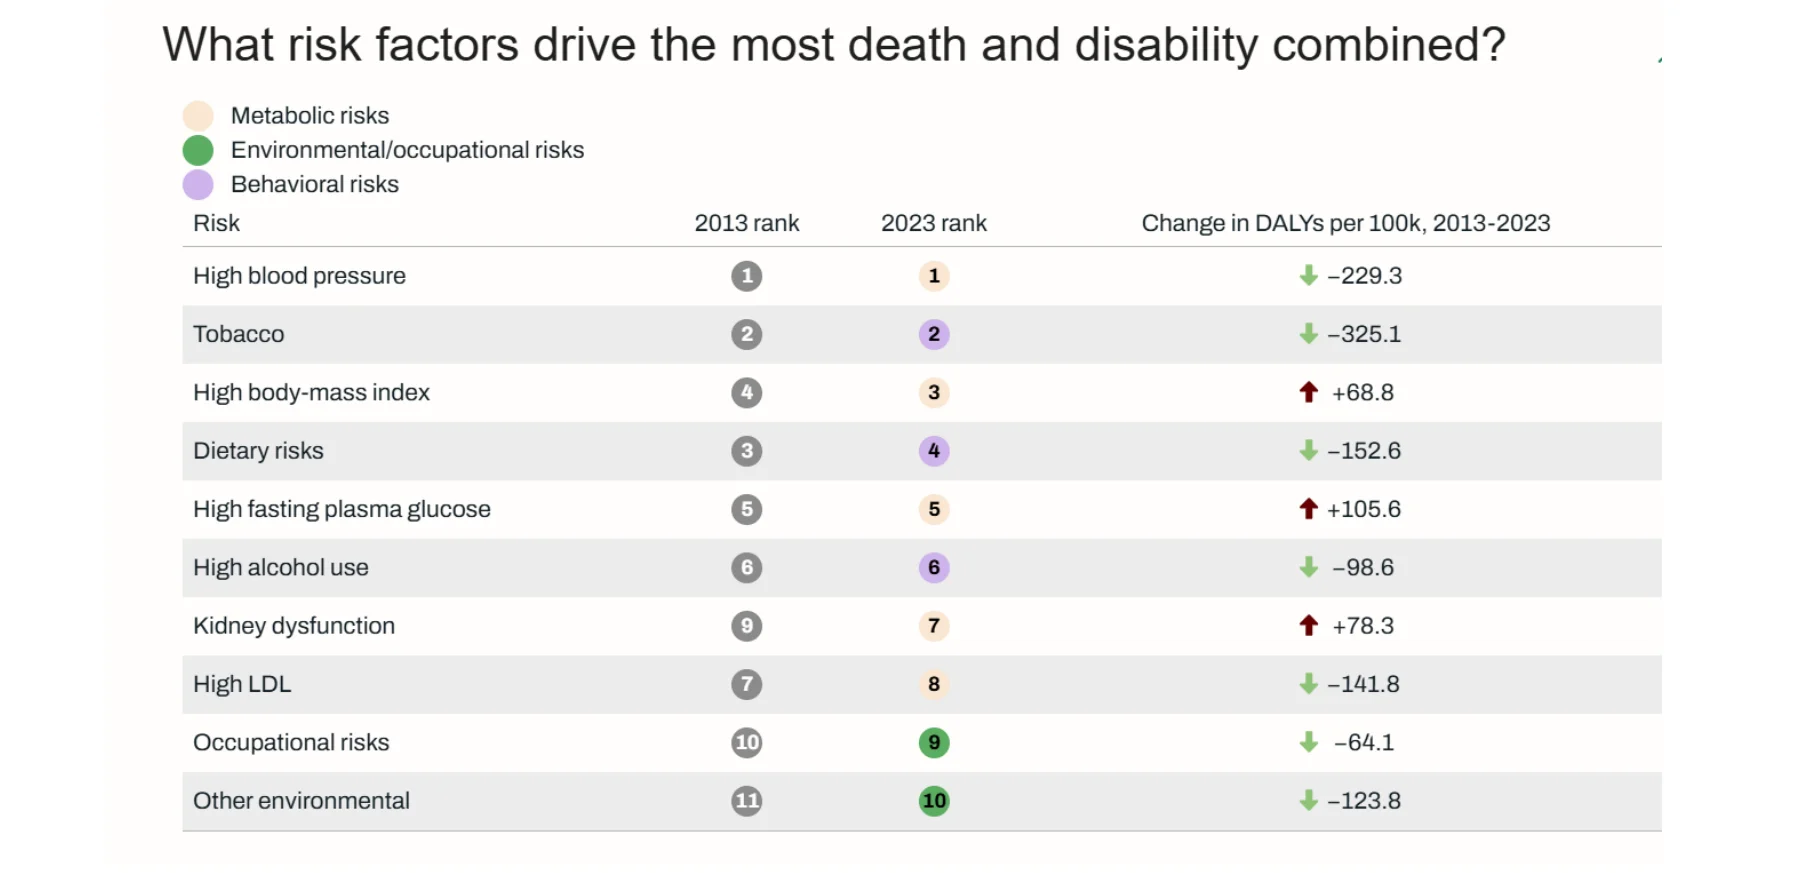 What risk factors drive the most death and disability combined?
Metabolic risks
Environmental/occupational risks
Behavioral risks
Risk 2013 rank 2023 rank Change in DALYs per 100k, 2013-2023
High blood pressure 1 1 −229.3
Tobacco 2 2 −325.1
High body-mass index 4 3 +68.8
Dietary risks 3 4 −152.6
High fasting plasma glucose 5 5 +105.6
High alcohol use 6 6 −98.6
Kidney dysfunction 9 7 +78.3
High LDL 7 8 −141.8
Occupational risks 10 9 −64.1
Other environmental 11 10 −123.8